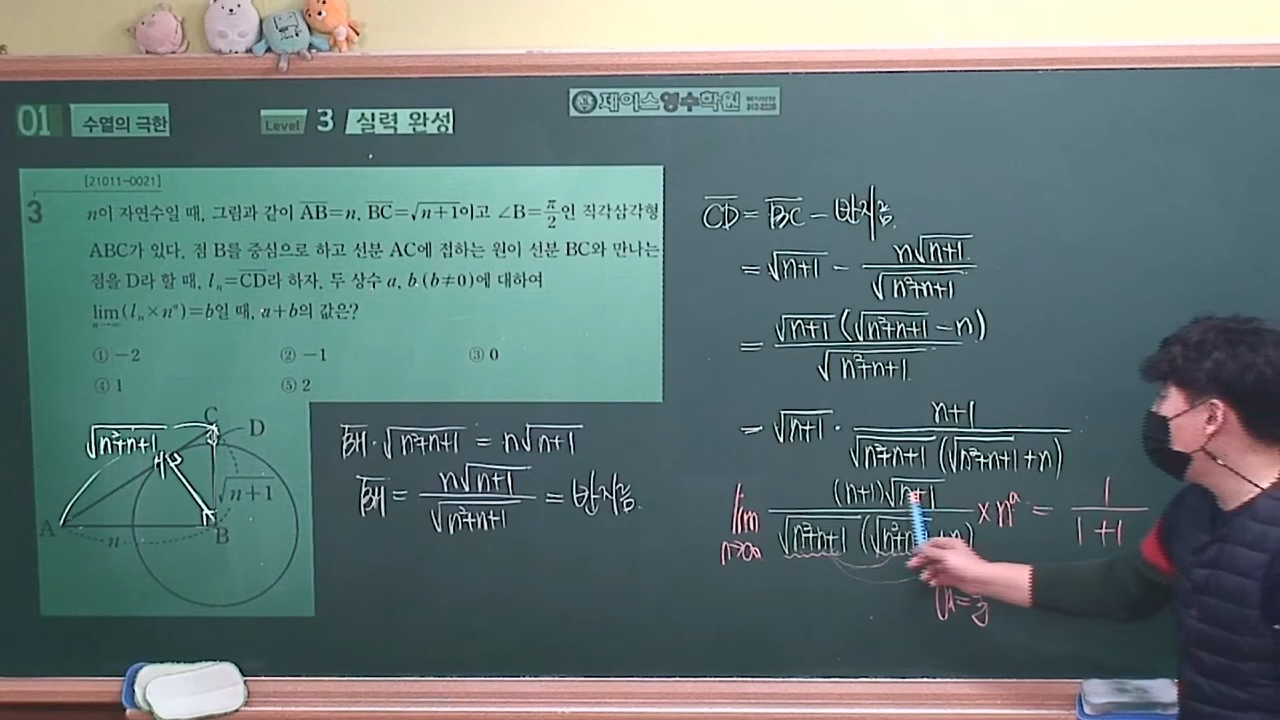 01 수열의 극한 Level 3 실력 완성
제이스영수학원
[21011-0021]
3 n이 자연수일 때, 그림과 같이 AB=n, BC=√(n+1)이고 ∠B=π/2인 직각삼각형
ABC가 있다. 점 B를 중심으로 하고 선분 AC에 접하는 원이 선분 BC와 만나는
점을 D라 할 때, lₙ=CD라 하자. 두 상수 a, b (b≠0)에 대하여
lim n→∞ (lₙ×nᵃ)=b일 때, a+b의 값은?
① -2 ② -1 ③ 0
④ 1 ⑤ 2
√(n²+n+1)
C
D
H
√(n+1)
A
n
B
BH · √(n²+n+1) = n√(n+1)
BH = n√(n+1) / √(n²+n+1) = 반지름.
CD = BC - 반지름.
= √(n+1) - n√(n+1) / √(n²+n+1)
= √(n+1) (√(n²+n+1) - n) / √(n²+n+1)
= √(n+1) · (n+1) / √(n²+n+1) (√(n²+n+1) + n)
lim n→∞ (n+1)√(n+1) / √(n²+n+1) ( × nᵃ = 1 / 1+1